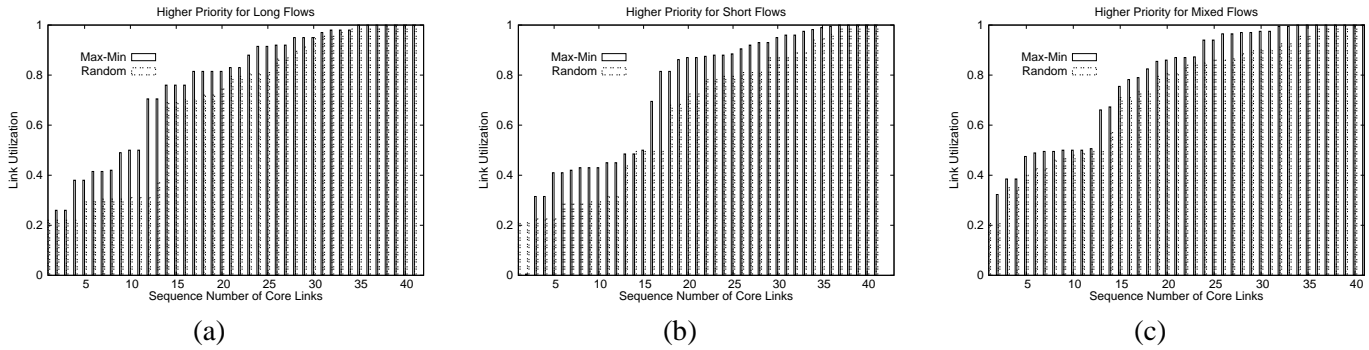 Higher Priority for Long Flows
1
0.8
0.6
0.4
0.2
0
Link Utilization
Max-Min
Random
5 10 15 20 25 30 35 40
Sequence Number of Core Links
(a)
Higher Priority for Short Flows
1
0.8
0.6
0.4
0.2
0
Link Utilization
Max-Min
Random
5 10 15 20 25 30 35 40
Sequence Number of Core Links
(b)
Higher Priority for Mixed Flows
1
0.8
0.6
0.4
0.2
0
Link Utilization
Max-Min
Random
5 10 15 20 25 30 35 40
Sequence Number of Core Links
(c)